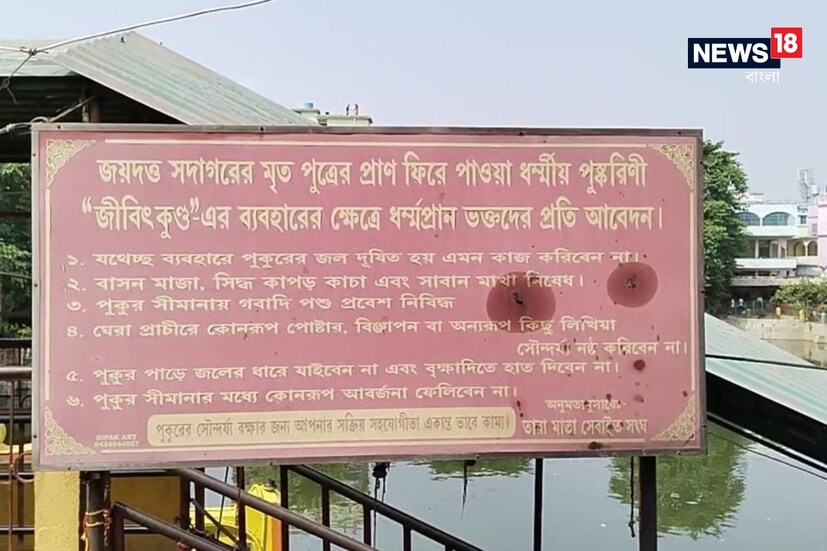 NEWS 18
বাংলা
জয়দত্ত সদাগরের মৃত পুত্রের প্রাণ ফিরে পাওয়া ধর্ম্মীয় পুষ্করিণী
“জীবিৎ কুণ্ড”-এর ব্যবহারের ক্ষেত্রে ধর্ম্মপ্রান ভক্তদের প্রতি আবেদন।
১. যথেচ্ছ ব্যবহারে পুকুরের জল দূষিত হয় এমন কাজ করিবেন না।
২. বাসন মাজা, সিদ্ধ কাপড় কাচা এবং সাবান মাখা নিষেধ।
৩. পুকুর সীমানায় গবাদি পশু প্রবেশ নিষিদ্ধ
৪. ঘেরা প্রাচীরে কোনরূপ পোষ্টার, বিজ্ঞাপন বা অন্যরূপ কিছু লিখিয়া
সৌন্দর্য্য নষ্ট করিবেন না।
৫. পুকুর পাড়ে জলের ধারে যাইবেন না এবং বৃক্ষাদিতে হাত দিবেন না।
৬. পুকুর সীমানার মধ্যে কোনরূপ আবর্জনা ফেলিবেন না।
পুকুরের সৌন্দর্য্য রক্ষার জন্য আপনার সক্রিয় সহযোগীতা একান্ত ভাবে কাম্য।
অনুমত্যানুসারে:-
তারা মাতা সেবাইত সংঘ
DIPAK ART